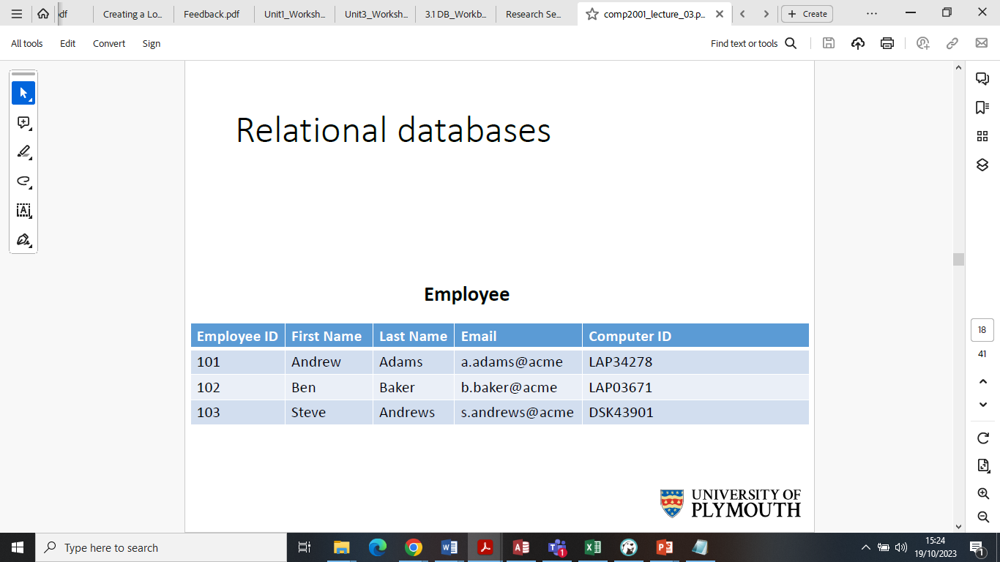 df
Creating a Lo...
Feedback.pdf
Unit1_Worksh...
Unit3_Worksh...
3.1 DB_Workb...
Research Se...
comp2001_lecture_03.p...
Create
All tools
Edit
Convert
Sign
Find text or tools
Relational databases
Employee
Employee ID First Name Last Name Email Computer ID
101 Andrew Adams a.adams@acme LAP34278
102 Ben Baker b.baker@acme LAP03671
103 Steve Andrews s.andrews@acme DSK43901
18
41
UNIVERSITY OF
PLYMOUTH
Type here to search
1
15:24
19/10/2023
1